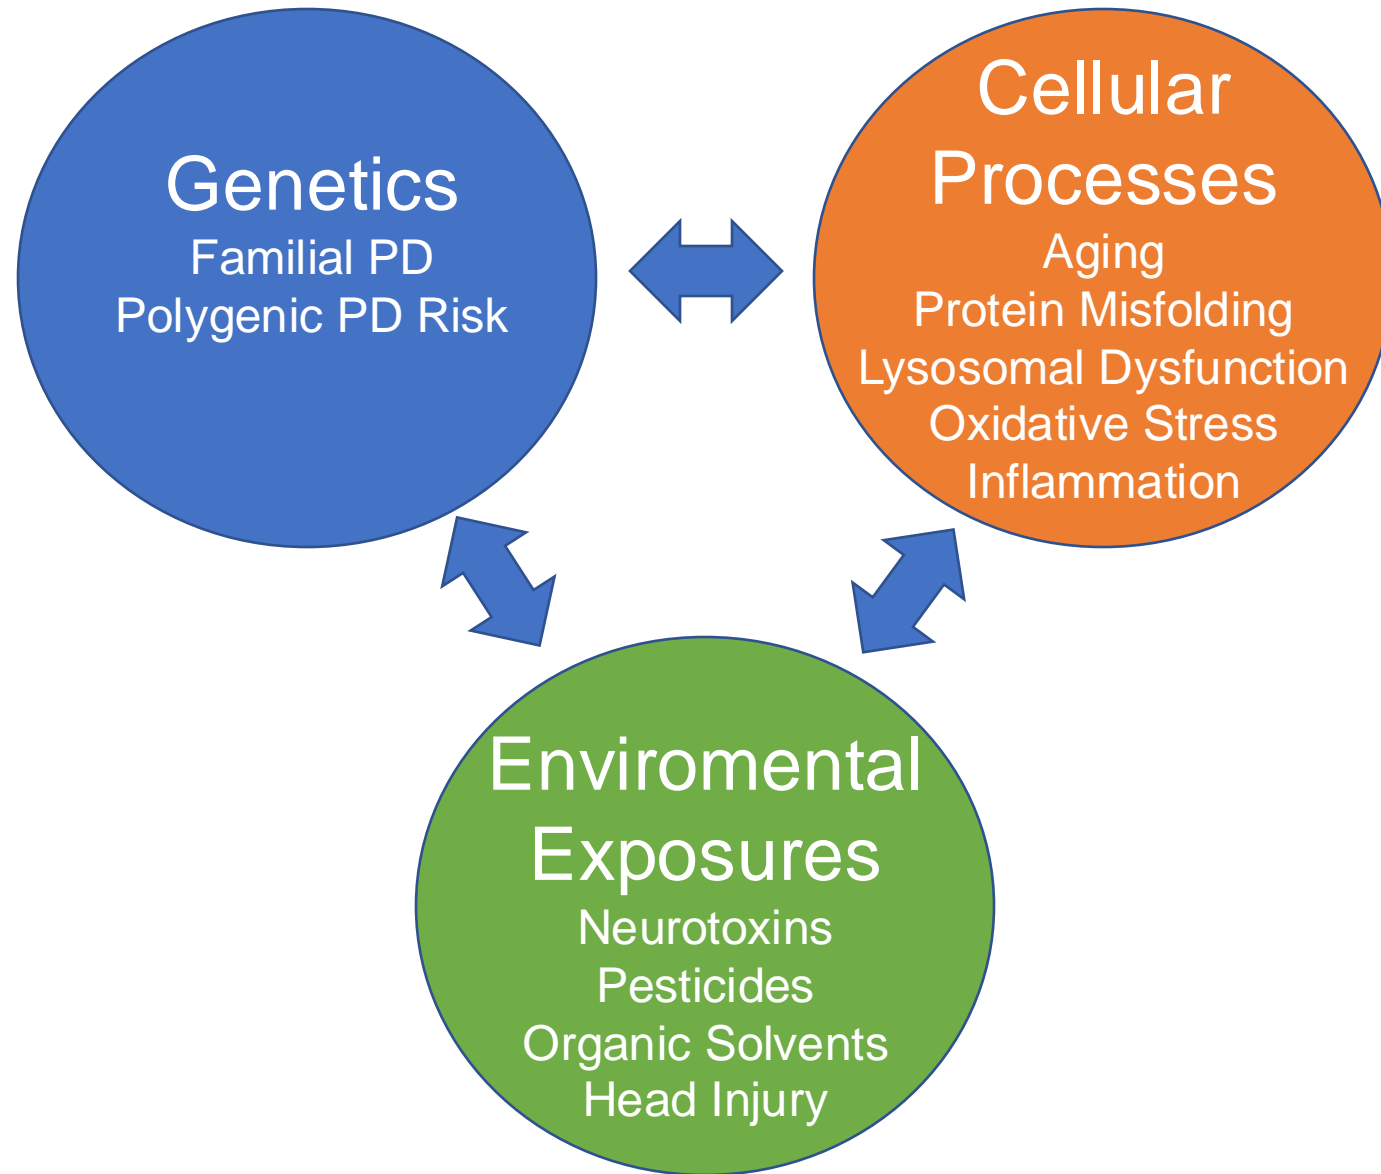 Genetics
Familial PD
Polygenic PD Risk
Cellular
Processes
Aging
Protein Misfolding
Lysosomal Dysfunction
Oxidative Stress
Inflammation
Enviromental
Exposures
Neurotoxins
Pesticides
Organic Solvents
Head Injury